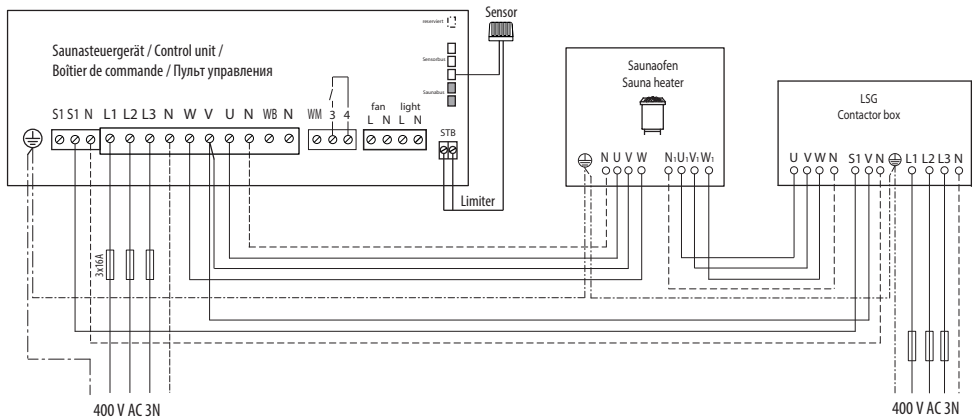 reserviert
Sensorbus
Saunabus
Sensor
Saunasteuergerät / Control unit /
Boîtier de commande / Пульт управления
S1 S1 N L1 L2 L3 N W V U N WB N
WM 3 4
fan light
L N L N
STB
Limiter
Saunaofen
Sauna heater
N U V W N1 U1 V1 W1
LSG
Contactor box
U V W N S1 V N L1 L2 L3 N
3x16A
400 V AC 3N
400 V AC 3N